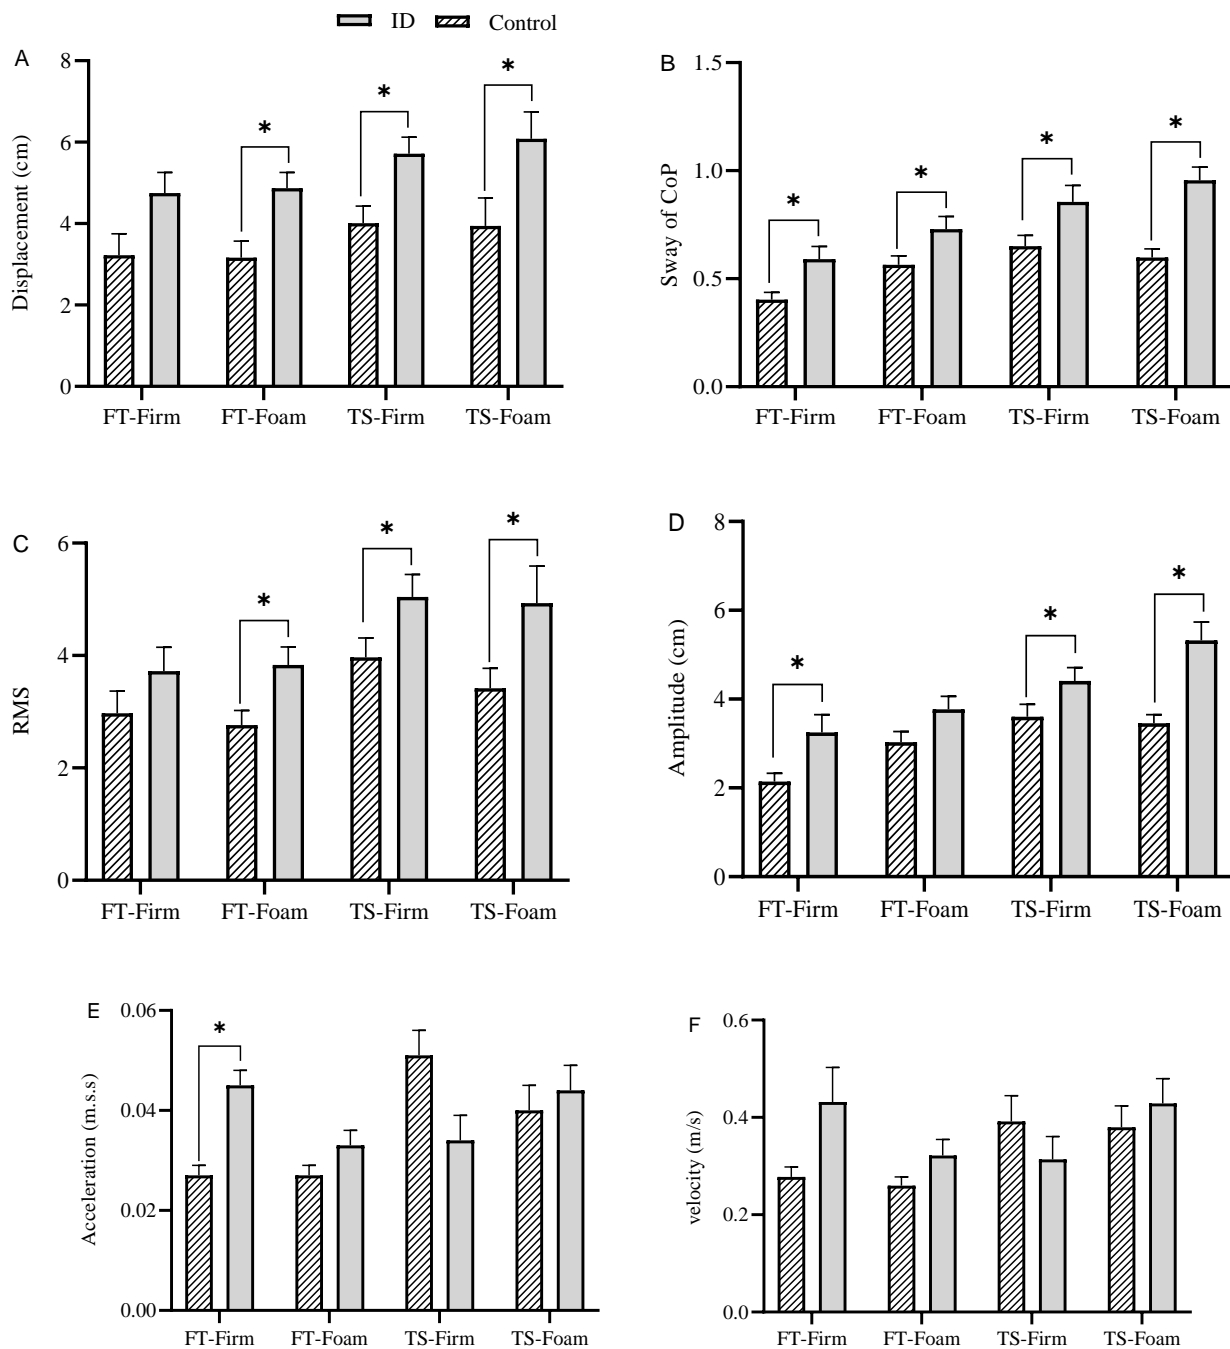 ID Control
A
Displacement (cm)
8
6
4
2
0
*
*
*
FT-Firm FT-Foam TS-Firm TS-Foam
B
Sway of CoP
1.5
1.0
0.5
0.0
*
*
*
*
FT-Firm FT-Foam TS-Firm TS-Foam
C
RMS
6
4
2
0
*
*
*
FT-Firm FT-Foam TS-Firm TS-Foam
D
Amplitude (cm)
8
6
4
2
0
*
*
*
FT-Firm FT-Foam TS-Firm TS-Foam
E
Acceleration (m.s.s)
0.06
0.04
0.02
0.00
*
FT-Firm FT-Foam TS-Firm TS-Foam
F
velocity (m/s)
0.6
0.4
0.2
0.0
FT-Firm FT-Foam TS-Firm TS-Foam